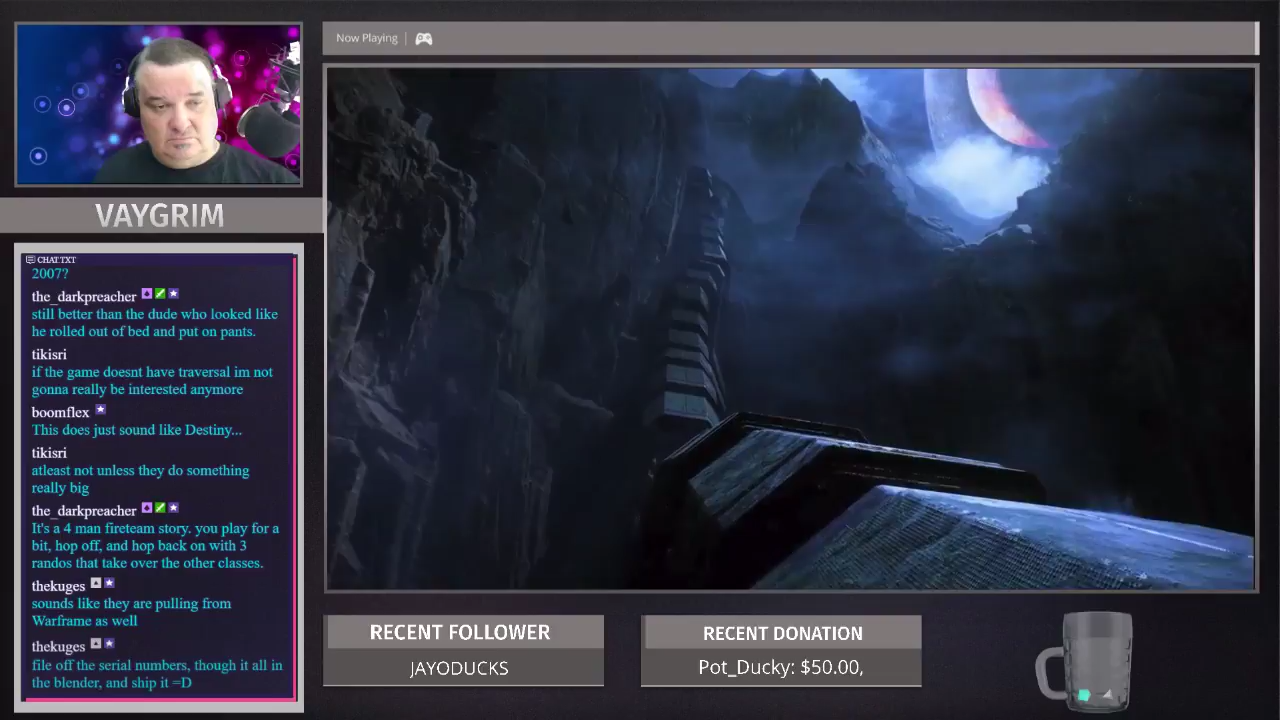 Now Playing
VAYGRIM
CHAT.TXT
2007?
the_darkpreacher
still better than the dude who looked like
he rolled out of bed and put on pants.
tikisri
if the game doesnt have traversal im not
gonna really be interested anymore
boomflex
This does just sound like Destiny...
tikisri
atleast not unless they do something
really big
the_darkpreacher
It's a 4 man fireteam story. you play for a
bit, hop off, and hop back on with 3
randos that take over the other classes.
thekuges
sounds like they are pulling from
Warframe as well
thekuges
file off the serial numbers, though it all in
the blender, and ship it =D
RECENT FOLLOWER
JAYODUCKS
RECENT DONATION
Pot_Ducky: $50.00,